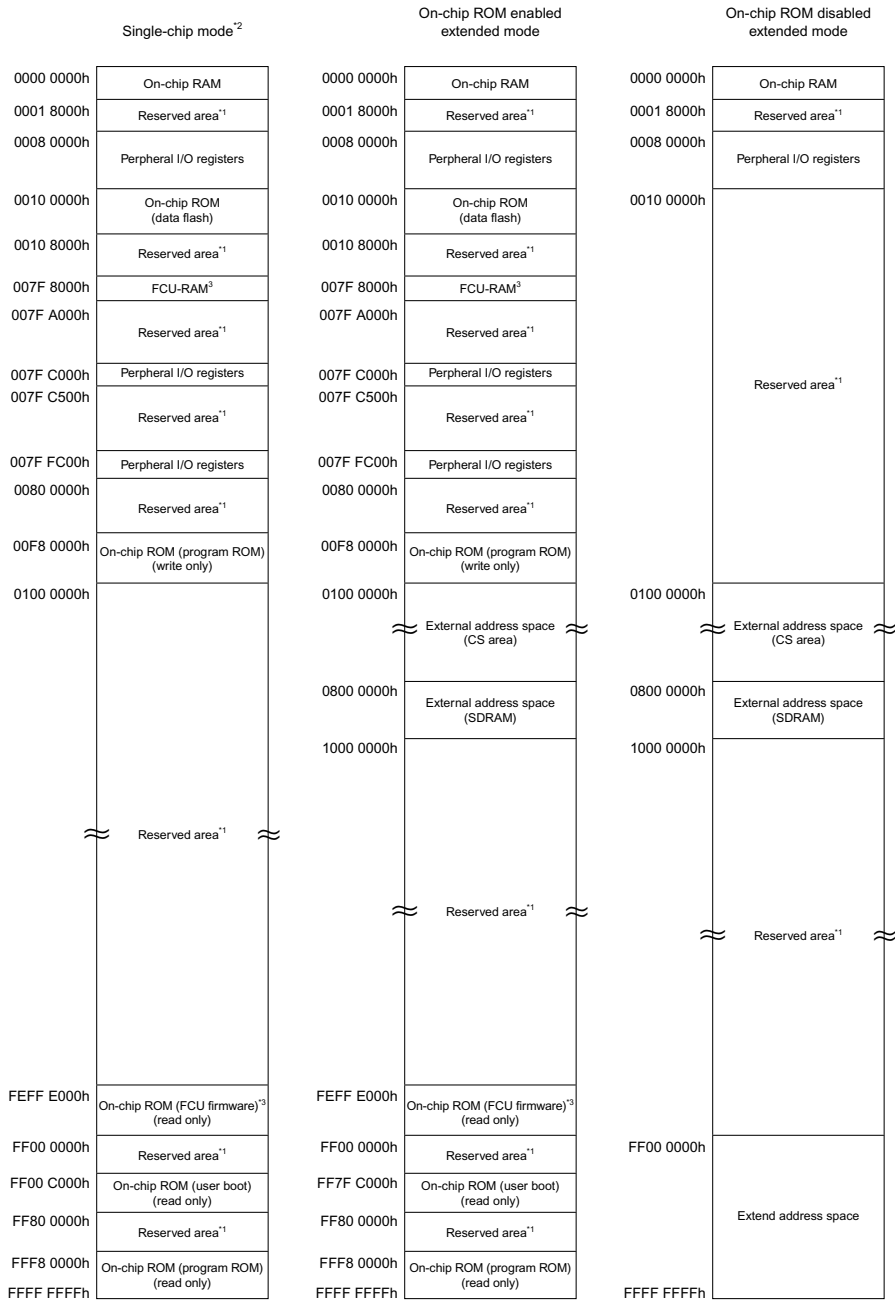 Single-chip mode*2
0000 0000h
On-chip RAM
0001 8000h
Reserved area*1
0008 0000h
Perpheral I/O registers
0010 0000h
On-chip ROM
(data flash)
0010 8000h
Reserved area*1
007F 8000h
FCU-RAM3
007F A000h
Reserved area*1
007F C000h
Perpheral I/O registers
007F C500h
Reserved area*1
007F FC00h
Perpheral I/O registers
0080 0000h
Reserved area*1
00F8 0000h
On-chip ROM (program ROM)
(write only)
0100 0000h
Reserved area*1
FEFF E000h
On-chip ROM (FCU firmware)*3
(read only)
FF00 0000h
Reserved area*1
FF00 C000h
On-chip ROM (user boot)
(read only)
FF80 0000h
Reserved area*1
FFF8 0000h
On-chip ROM (program ROM)
(read only)
FFFF FFFFh
On-chip ROM enabled
extended mode
0000 0000h
On-chip RAM
0001 8000h
Reserved area*1
0008 0000h
Perpheral I/O registers
0010 0000h
On-chip ROM
(data flash)
0010 8000h
Reserved area*1
007F 8000h
FCU-RAM3
007F A000h
Reserved area*1
007F C000h
Perpheral I/O registers
007F C500h
Reserved area*1
007F FC00h
Perpheral I/O registers
0080 0000h
Reserved area*1
00F8 0000h
On-chip ROM (program ROM)
(write only)
0100 0000h
External address space
(CS area)
0800 0000h
External address space
(SDRAM)
1000 0000h
Reserved area*1
FEFF E000h
On-chip ROM (FCU firmware)*3
(read only)
FF00 0000h
Reserved area*1
FF7F C000h
On-chip ROM (user boot)
(read only)
FF80 0000h
Reserved area*1
FFF8 0000h
On-chip ROM (program ROM)
(read only)
FFFF FFFFh
On-chip ROM disabled
extended mode
0000 0000h
On-chip RAM
0001 8000h
Reserved area*1
0008 0000h
Perpheral I/O registers
0010 0000h
Reserved area*1
0100 0000h
External address space
(CS area)
0800 0000h
External address space
(SDRAM)
1000 0000h
Reserved area*1
FF00 0000h
Extend address space
FFFF FFFFh